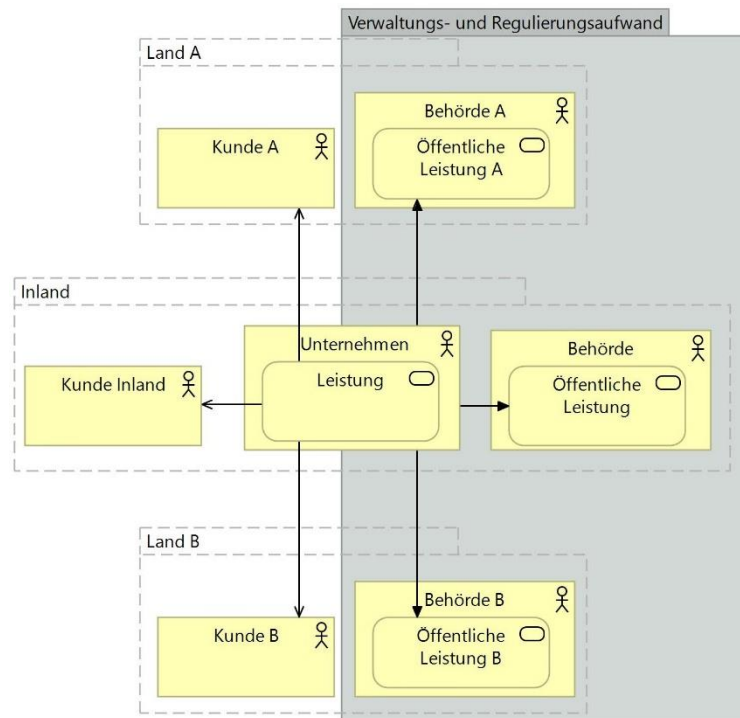 Verwaltungs- und Regulierungsaufwand
Land A
Kunde A
Behörde A
Öffentliche
Leistung A
Inland
Kunde Inland
Unternehmen
Leistung
Behörde
Öffentliche
Leistung
Land B
Kunde B
Behörde B
Öffentliche
Leistung B